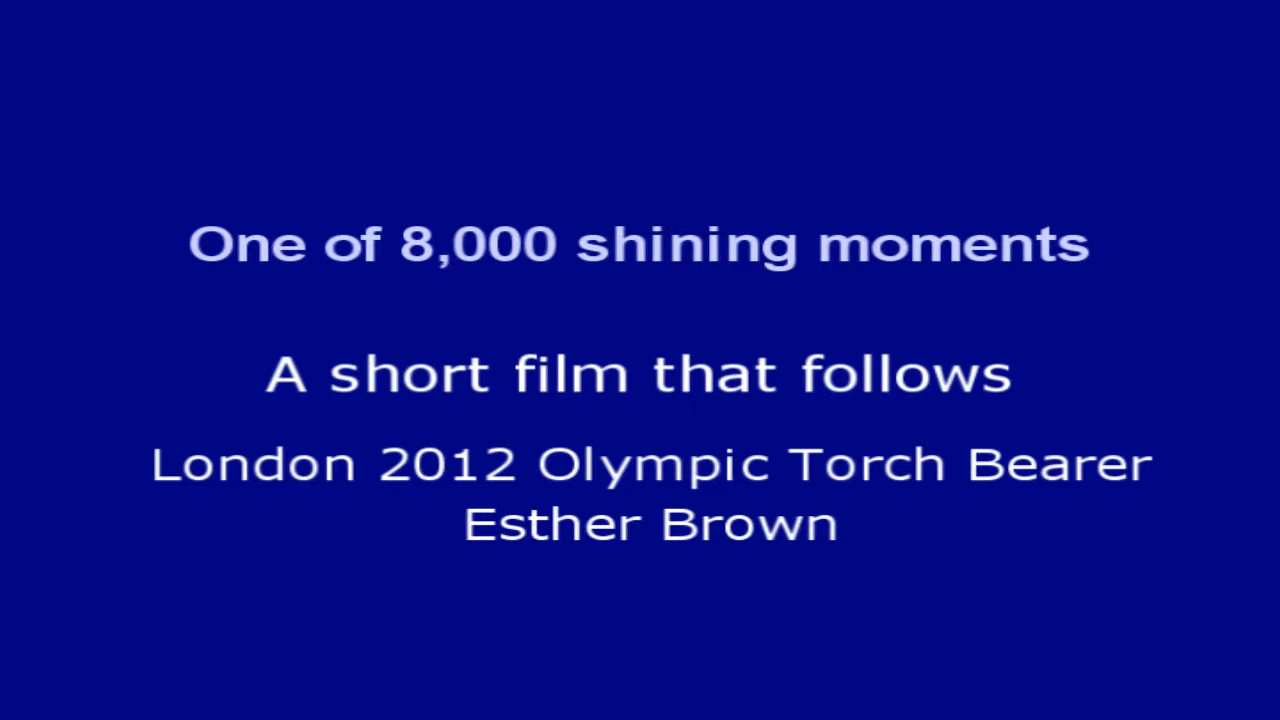 One of 8,000 shining moments
A short film that follows
London 2012 Olympic Torch Bearer
Esther Brown